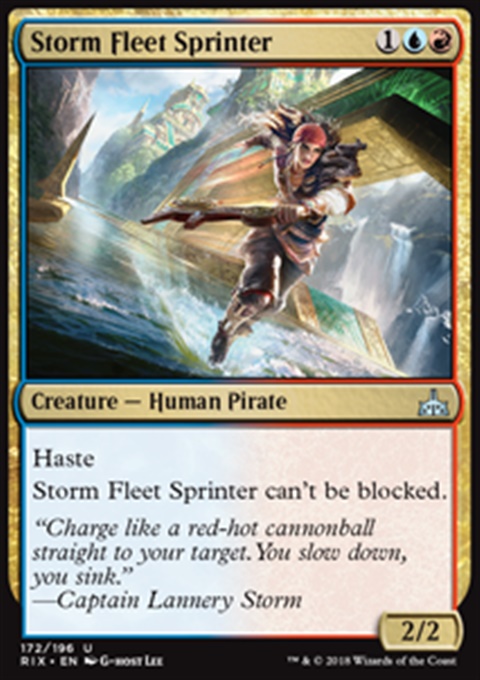 Storm Fleet Sprinter 1
Creature — Human Pirate
Haste
Storm Fleet Sprinter can't be blocked.
"Charge like a red-hot cannonball
straight to your target. You slow down,
you sink."
—Captain Lannery Storm
2/2
172/196 U
RIX • EN G-host Lee
™ & © 2018 Wizards of the Coast